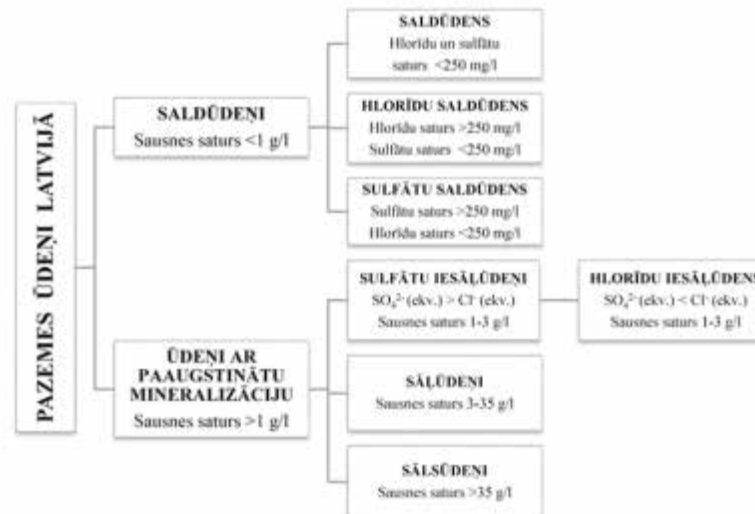 PAZEMES ŪDEŅI LATVIJĀ
SALDŪDEŅI
Sausnes saturs <1 g/l
SALDŪDENS
Hlorīdu un sulfātu
saturs <250 mg/l
HLORĪDU SALDŪDENS
Hlorīdu saturs >250 mg/l
Sulfātu saturs <250 mg/l
SULFĀTU SALDŪDENS
Sulfātu saturs >250 mg/l
Hlorīdu saturs <250 mg/l
ŪDEŅI AR
PAAUGSTINĀTU
MINERALIZĀCIJU
Sausnes saturs >1 g/l
SULFĀTU IESĀĻŪDEŅI
SO₄²⁻ (ekv.) > Cl⁻ (ekv.)
Sausnes saturs 1-3 g/l
HLORĪDU IESĀĻŪDENS
SO₄²⁻ (ekv.) < Cl⁻ (ekv.)
Sausnes saturs 1-3 g/l
SĀĻŪDEŅI
Sausnes saturs 3-35 g/l
SĀLSŪDEŅI
Sausnes saturs >35 g/l